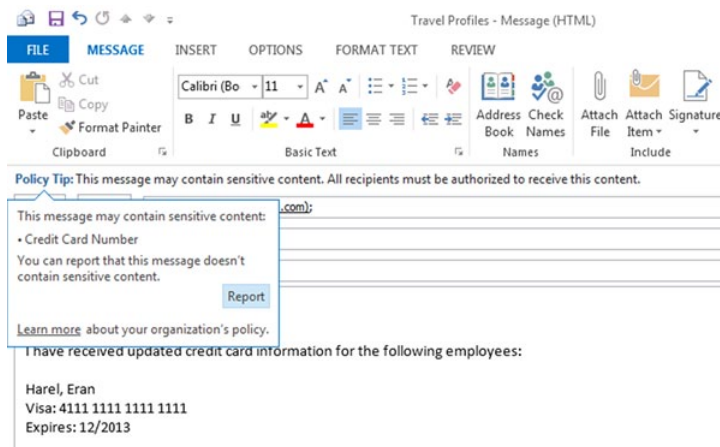 Travel Profiles - Message (HTML)
FILE MESSAGE INSERT OPTIONS FORMAT TEXT REVIEW
Cut
Copy
Format Painter
Paste
Clipboard
Calibri (Bo 11 A A
B I U A
Basic Text
Address Book
Check Names
Names
Attach File
Attach Item
Signature
Include
Policy Tip: This message may contain sensitive content. All recipients must be authorized to receive this content.
.com);
This message may contain sensitive content:
• Credit Card Number
You can report that this message doesn't
contain sensitive content.
Report
Learn more about your organization's policy.
I have received updated credit card information for the following employees:
Harel, Eran
Visa: 4111 1111 1111 1111
Expires: 12/2013